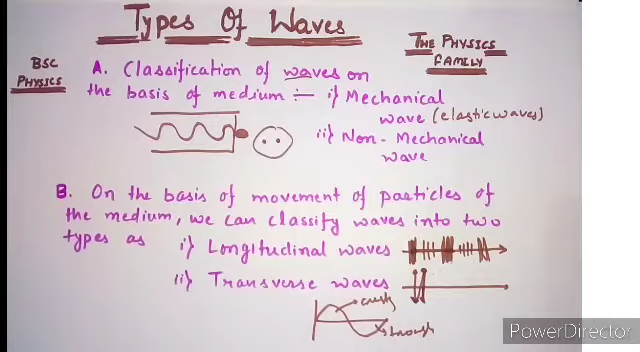 Types Of Waves
BSC
PHYSICS
THE PHYSICS
FAMILY
A. Classification of waves on
the basis of medium :- i) Mechanical
wave (elastic waves)
ii) Non-Mechanical
wave
B. On the basis of movement of particles of
the medium, we can classify waves into two
types as
i) Longitudinal waves
ii) Transverse waves
PowerDirector